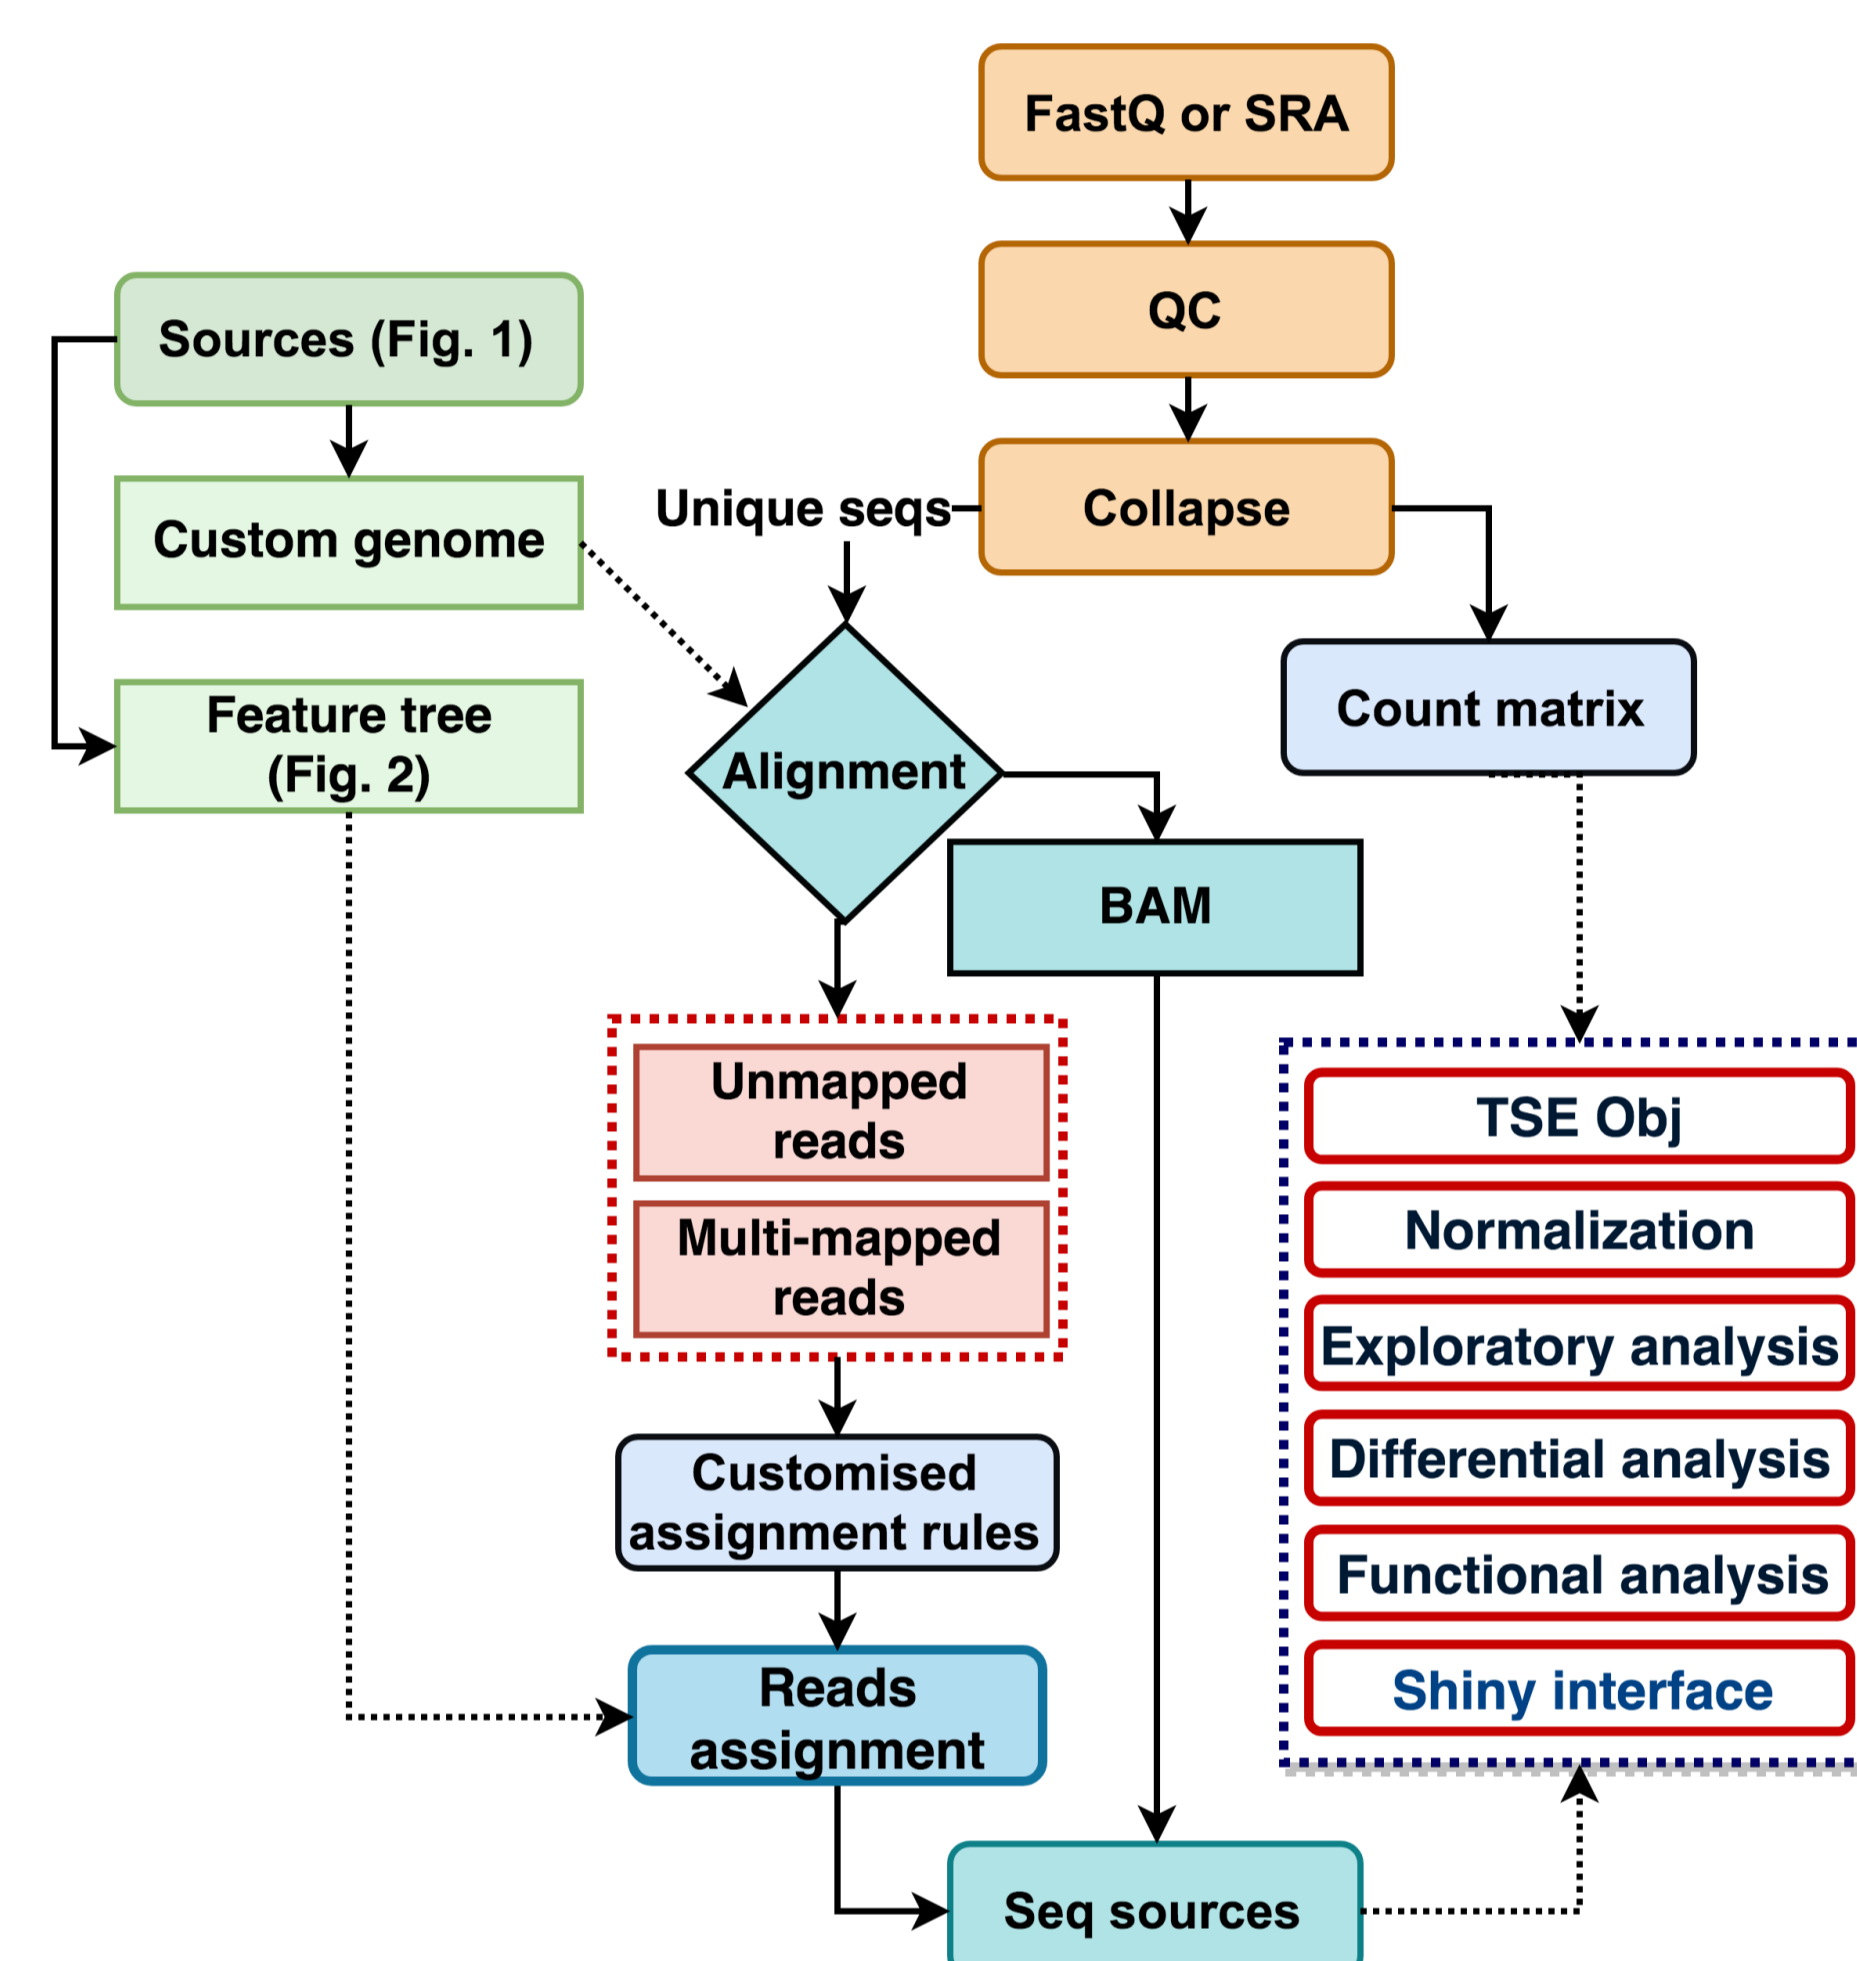 FastQ or SRA
QC
Sources (Fig. 1)
Custom genome
Unique seqs
Collapse
Feature tree
(Fig. 2)
Alignment
Count matrix
BAM
Unmapped
reads
Multi-mapped
reads
Customised
assignment rules
Reads
assignment
TSE Obj
Normalization
Exploratory analysis
Differential analysis
Functional analysis
Shiny interface
Seq sources